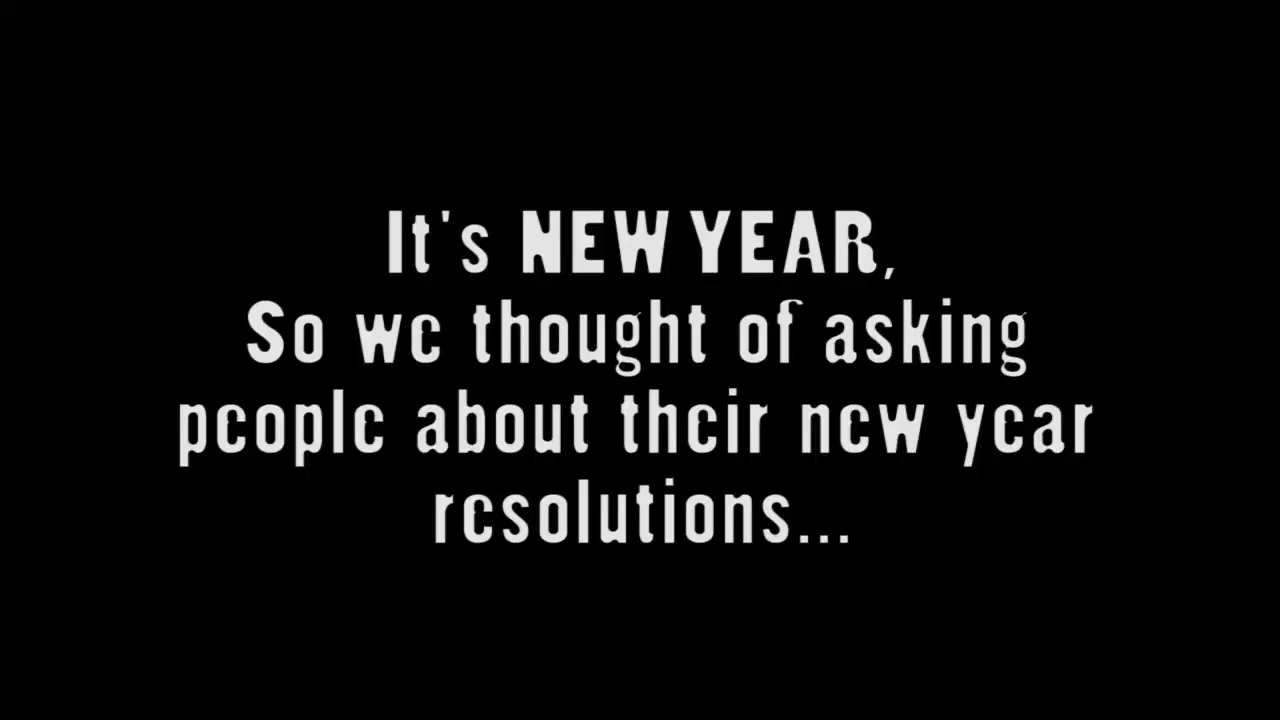 It's NEW YEAR,
So we thought of asking
people about their new year
resolutions...